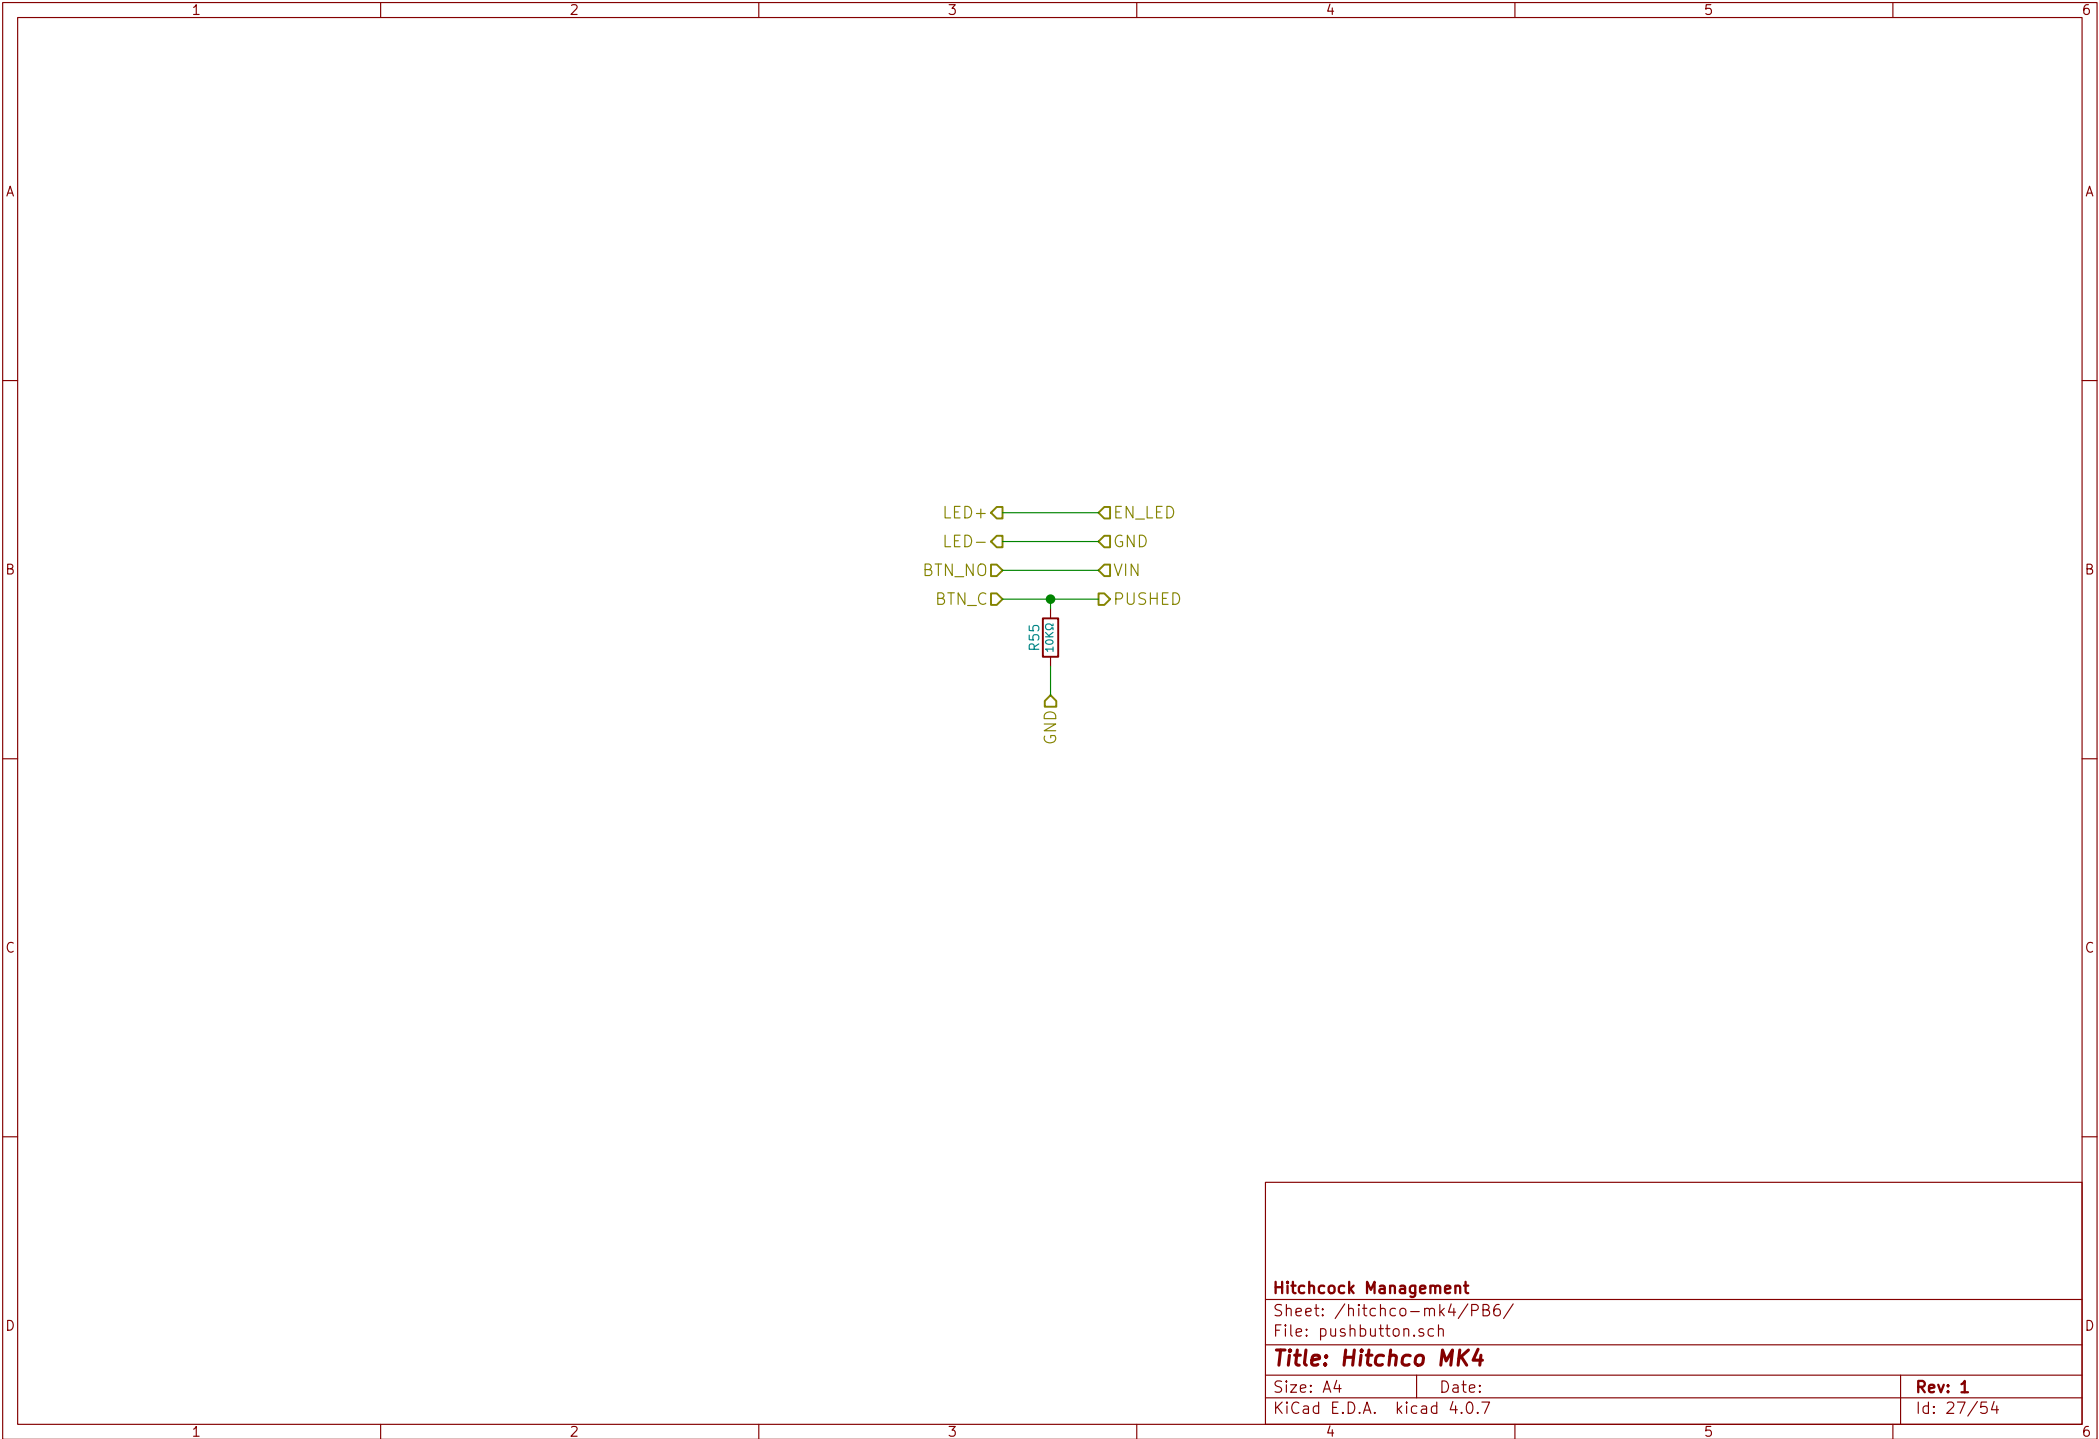 1 2 3 4 5 6
A A
LED+ EN_LED
LED- GND
B BTN_NO VIN B
BTN_C PUSHED
R55 10KΩ
GND
C C
Hitchcock Management
Sheet: /hitchco-mk4/PB6/
D File: pushbutton.sch D
Title: Hitchco MK4
Size: A4 Date: Rev: 1
KiCad E.D.A. kicad 4.0.7 Id: 27/54
1 2 3 4 5 6